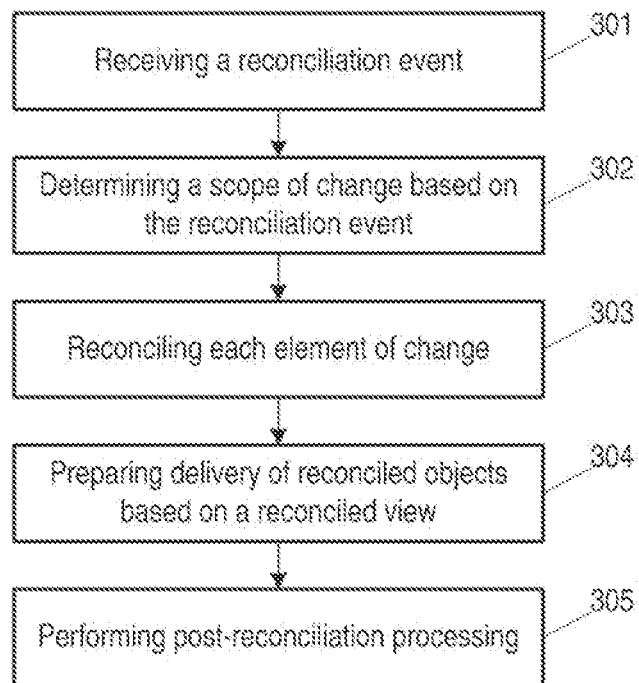 301
Receiving a reconciliation event
302
Determining a scope of change based on
the reconciliation event
303
Reconciling each element of change
304
Preparing delivery of reconciled objects
based on a reconciled view
305
Performing post-reconciliation processing